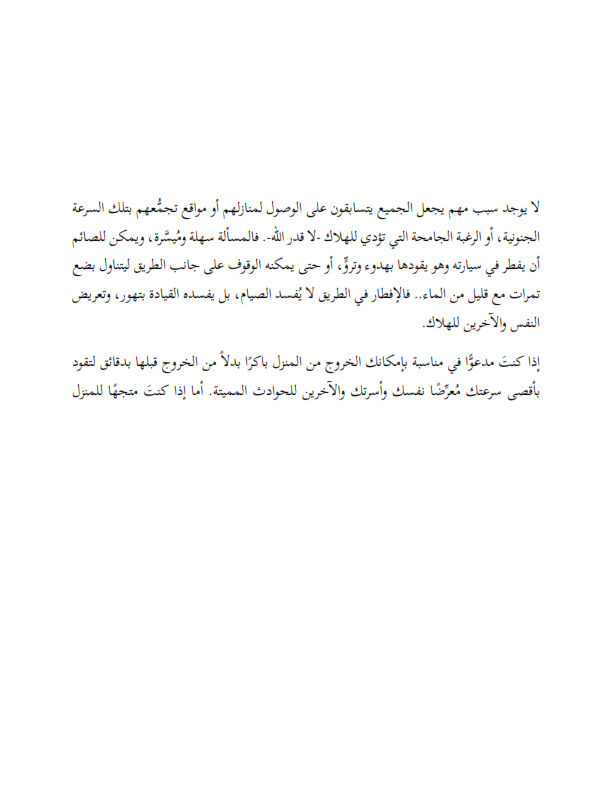 لا يوجد سبب مهم يجعل الجميع يتسابقون على الوصول لمنازلهم أو مواقع تجمُّعهم بتلك السرعة
الجنونية، أو الرغبة الجامحة التي تؤدي للهلاك -لا قدر الله-. فالمسألة سهلة ومُيسَّرة، ويمكن للصائم
أن يفطر في سيارته وهو يقودها بهدوء وتروٍّ، أو حتى يمكنه الوقوف على جانب الطريق ليتناول بضع
تمرات مع قليل من الماء.. فالإفطار في الطريق لا يُفسد الصيام، بل يفسده القيادة بتهور، وتعريض
النفس والآخرين للهلاك.
إذا كنتَ مدعوًّا في مناسبة بإمكانك الخروج من المنزل باكرًا بدلاً من الخروج قبلها بدقائق لتقود
بأقصى سرعتك مُعرِّضًا نفسك وأسرتك والآخرين للحوادث المميتة. أما إذا كنتَ متجهًا للمنزل